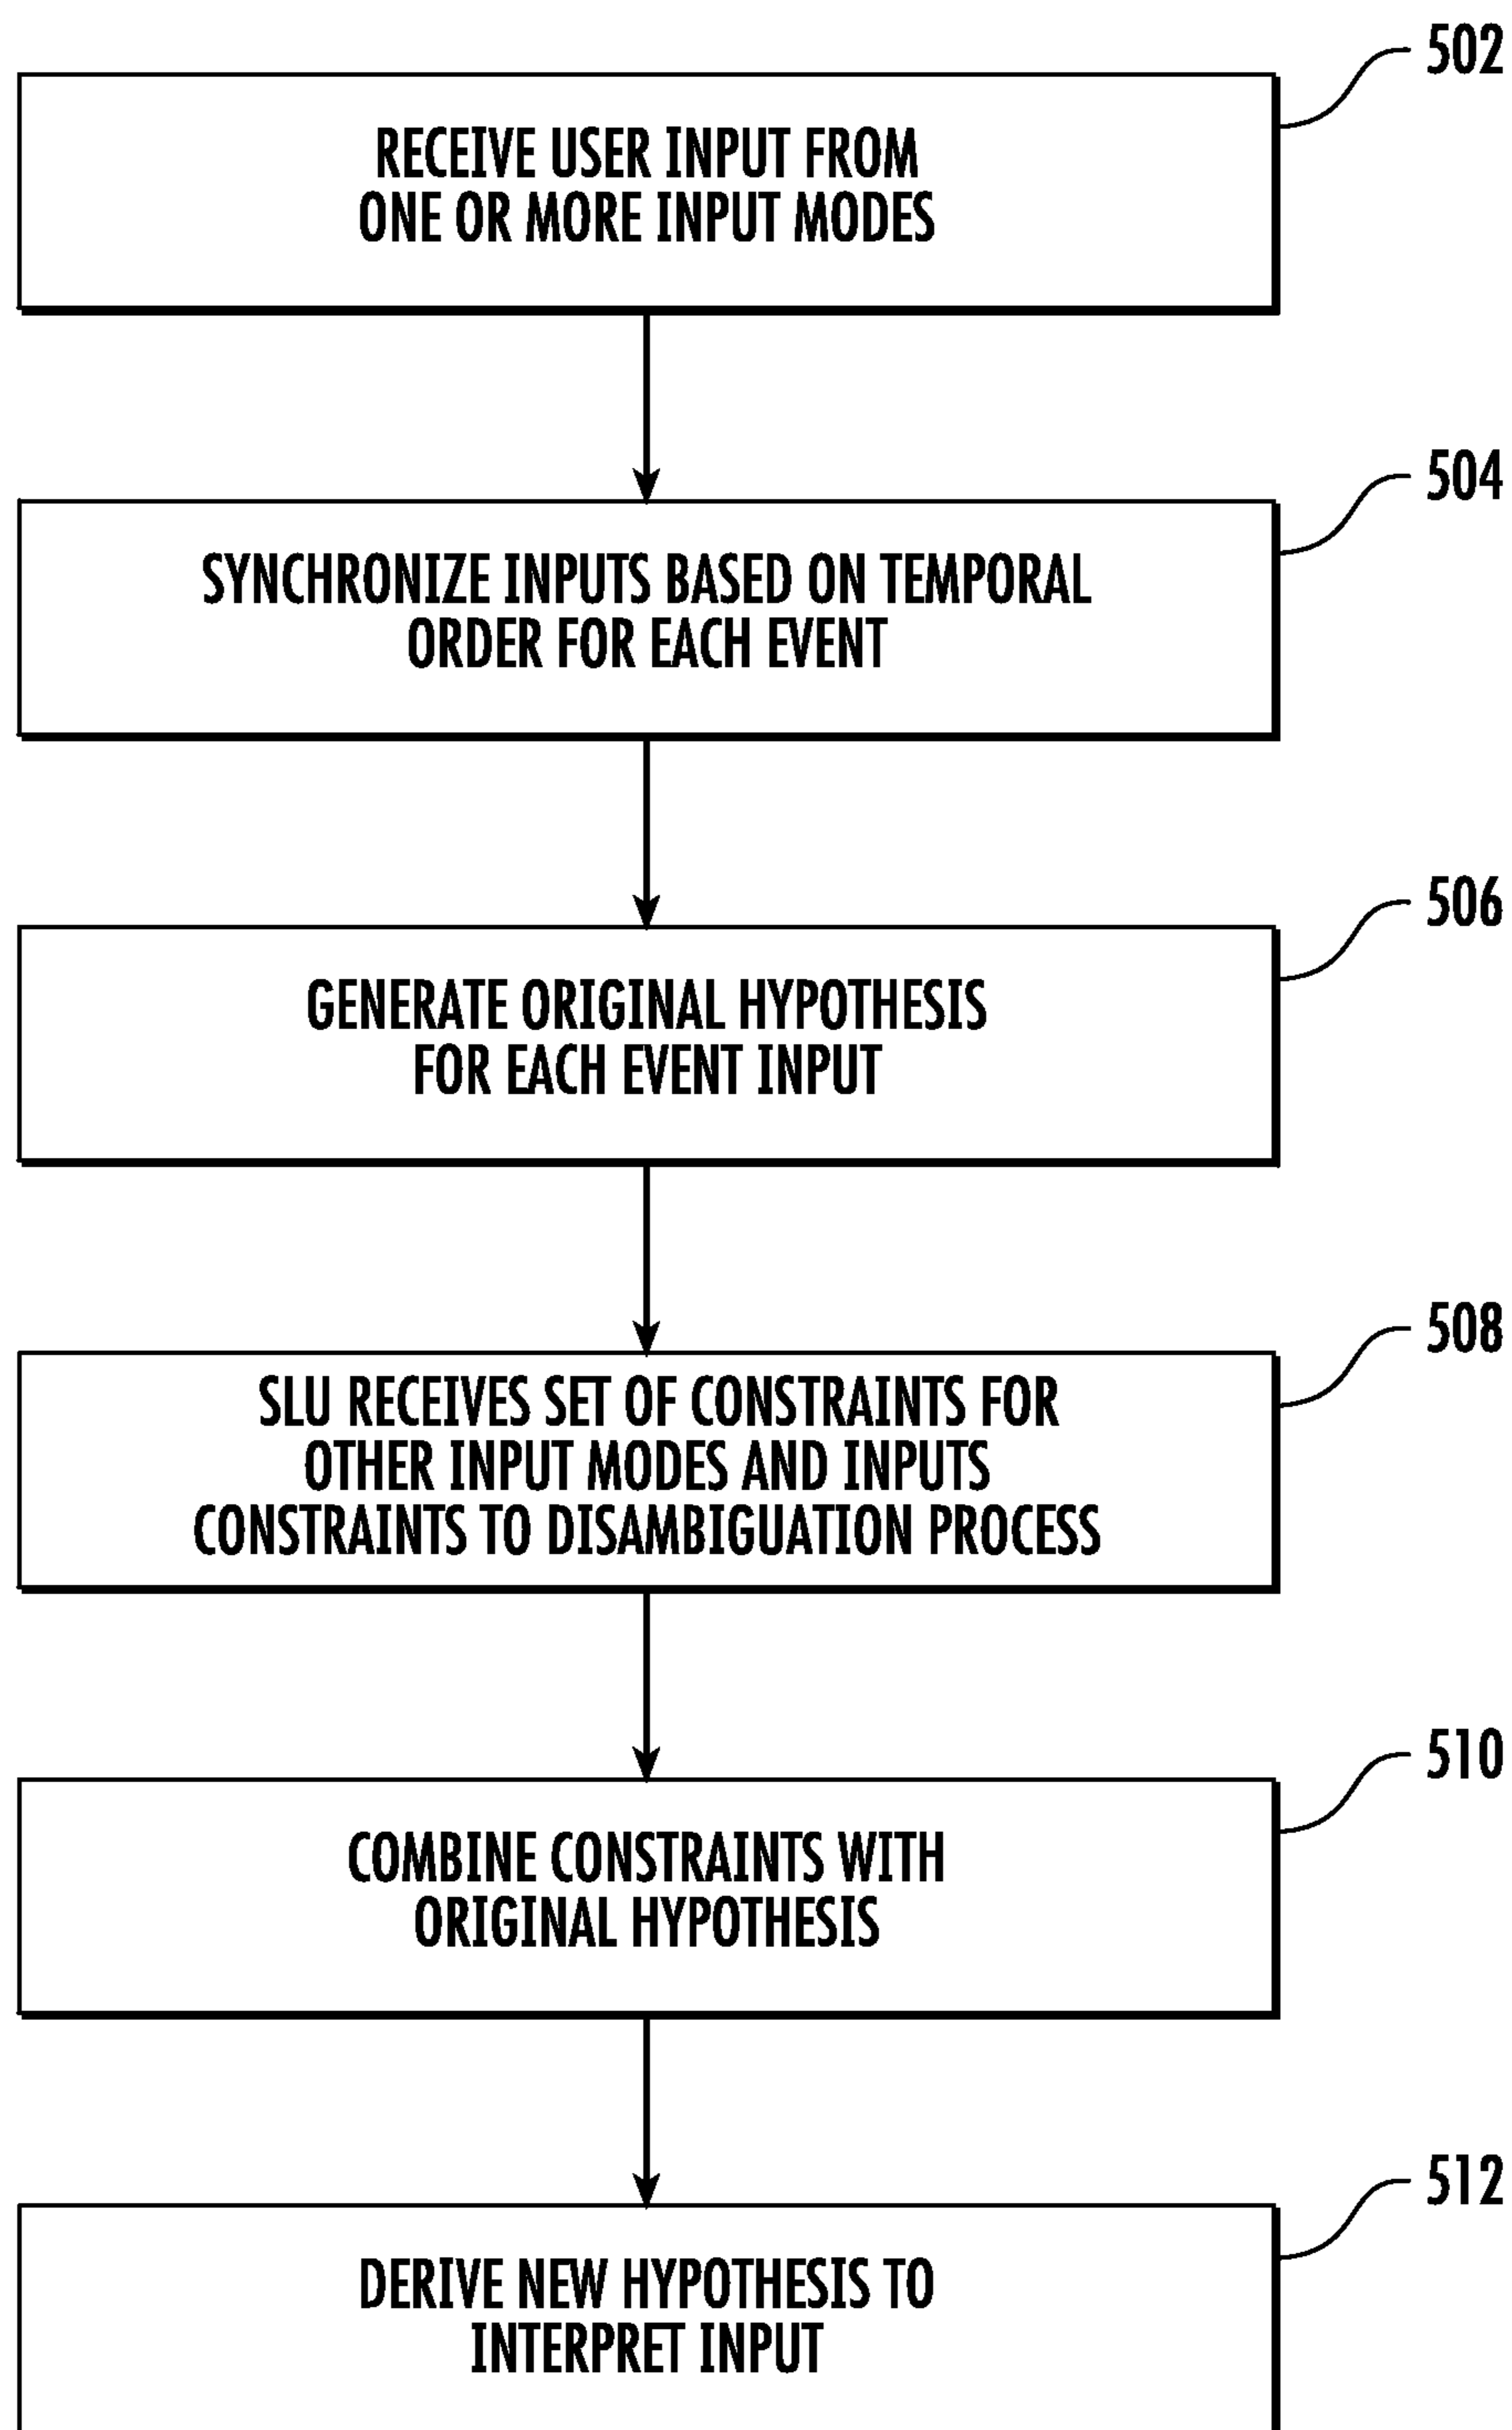 502
RECEIVE USER INPUT FROM
ONE OR MORE INPUT MODES
504
SYNCHRONIZE INPUTS BASED ON TEMPORAL
ORDER FOR EACH EVENT
506
GENERATE ORIGINAL HYPOTHESIS
FOR EACH EVENT INPUT
508
SLU RECEIVES SET OF CONSTRAINTS FOR
OTHER INPUT MODES AND INPUTS
CONSTRAINTS TO DISAMBIGUATION PROCESS
510
COMBINE CONSTRAINTS WITH
ORIGINAL HYPOTHESIS
512
DERIVE NEW HYPOTHESIS TO
INTERPRET INPUT